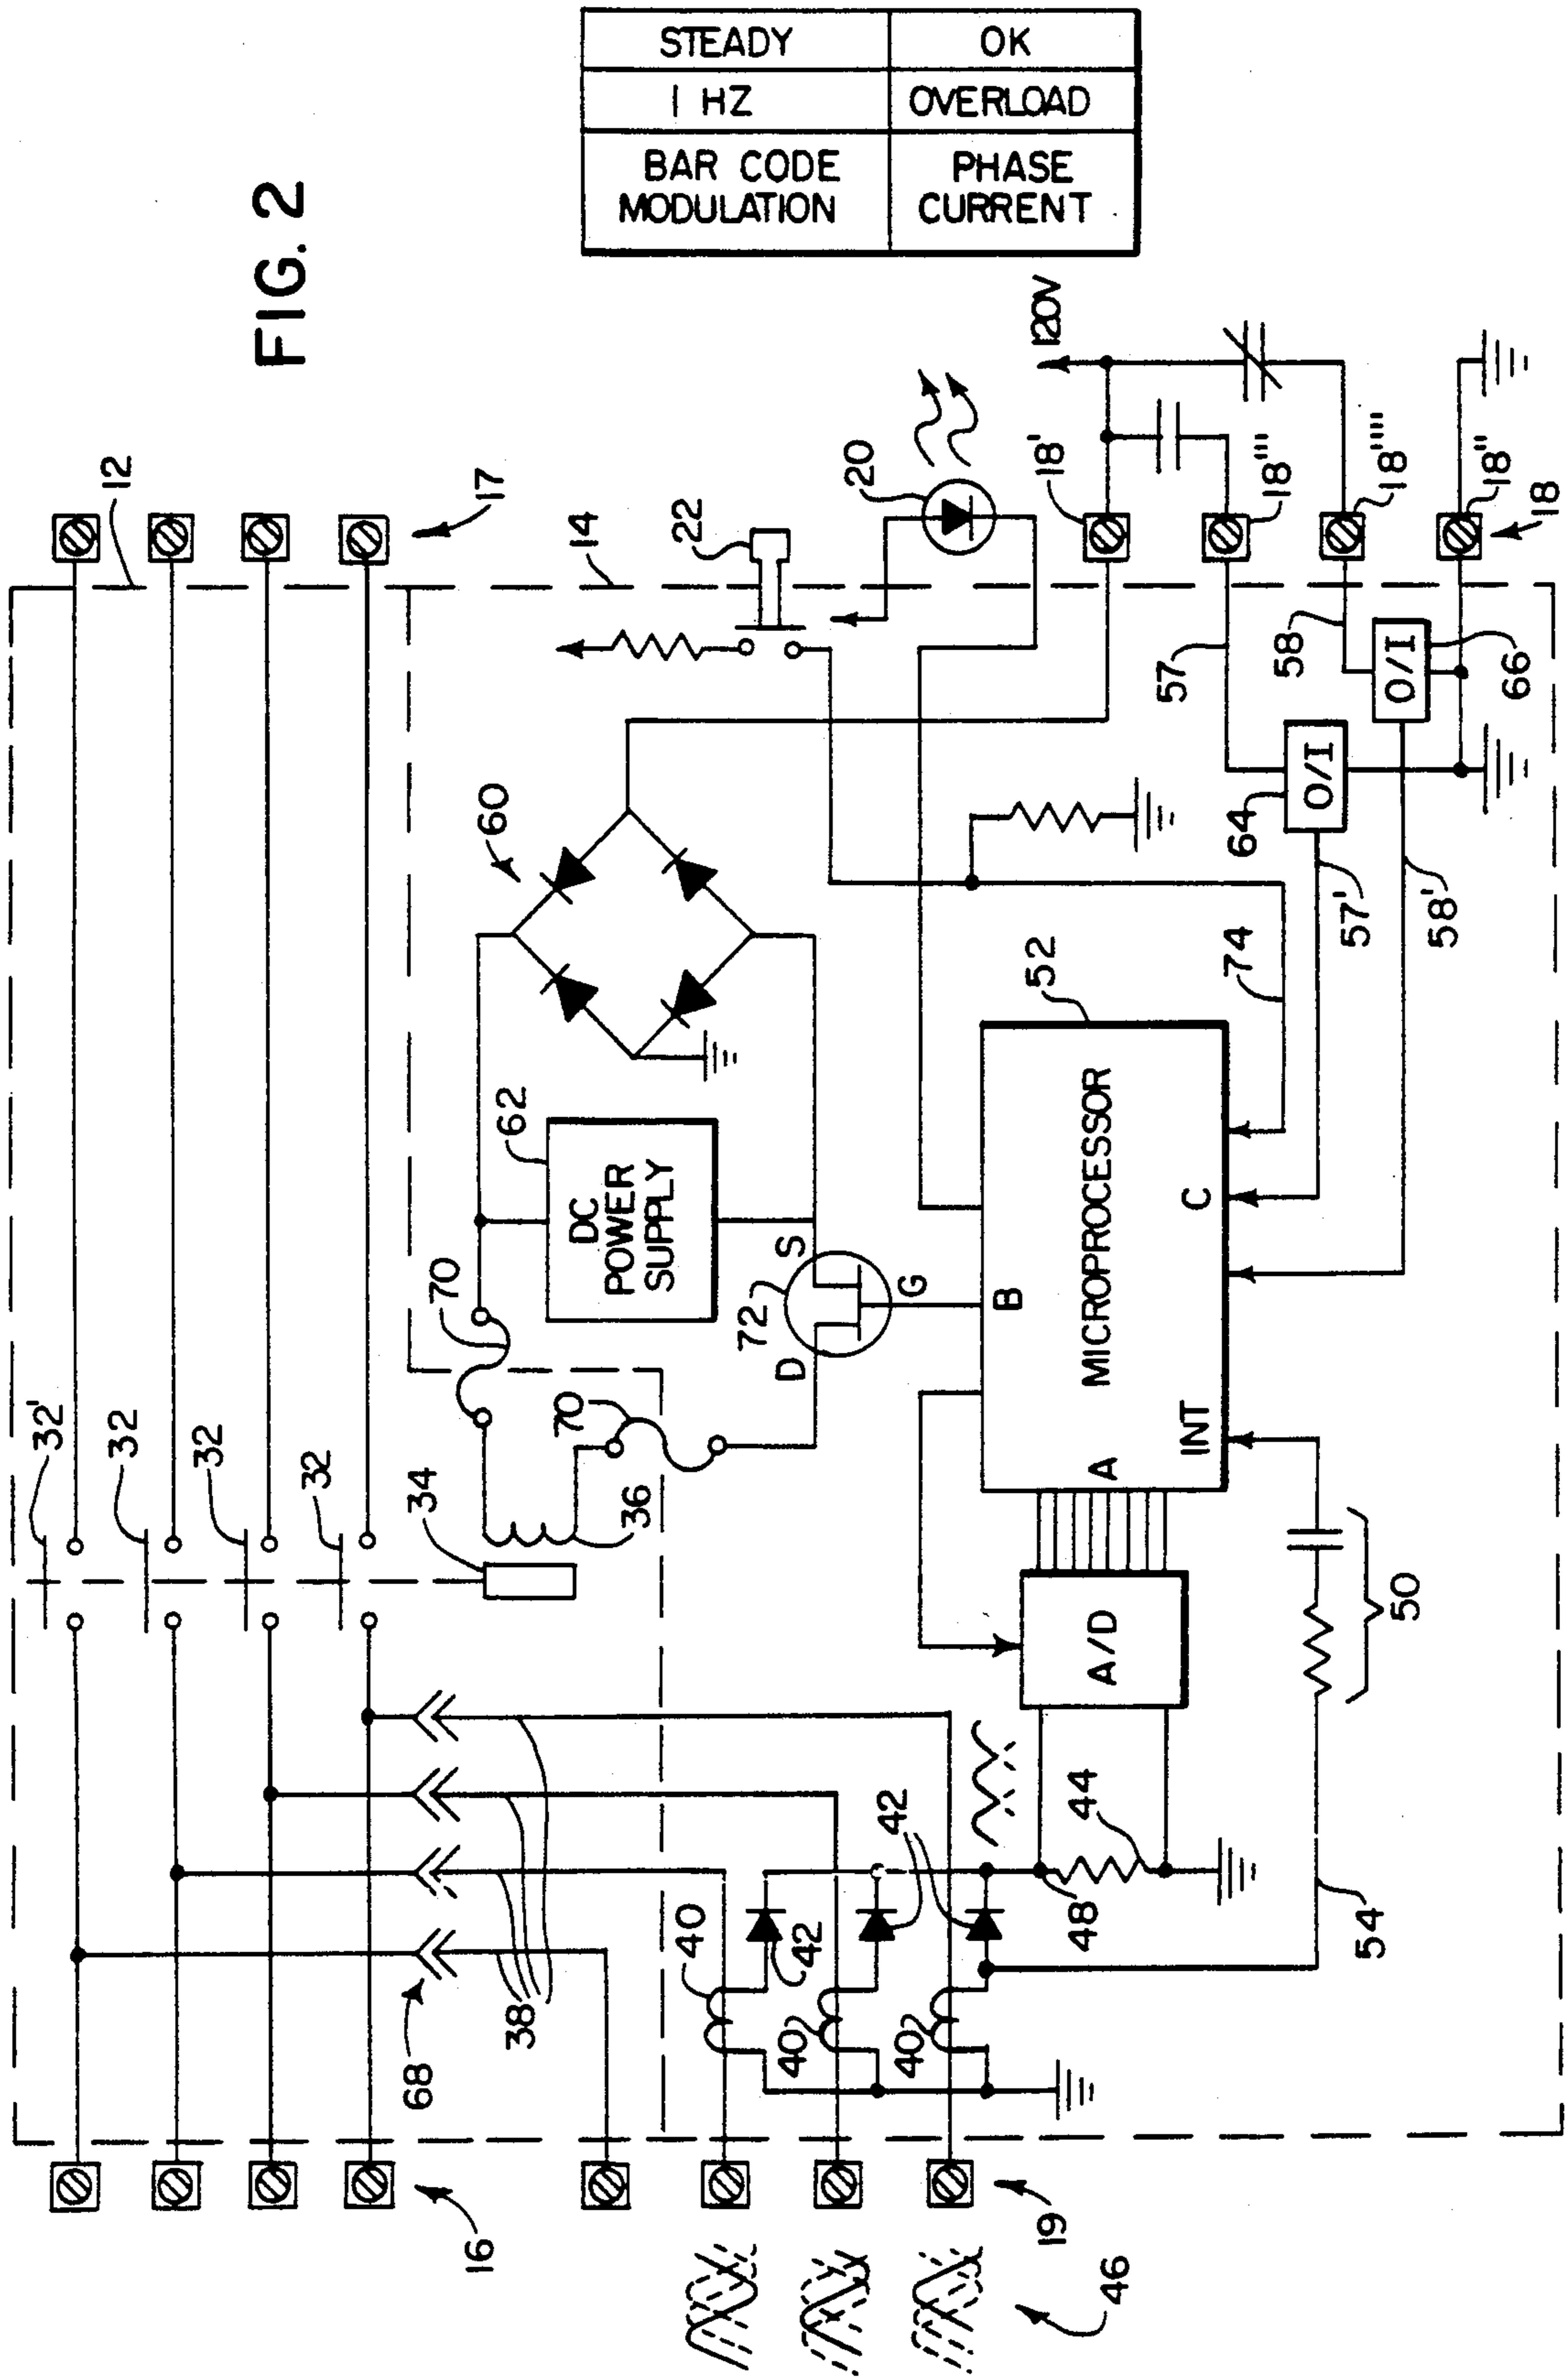 FIG. 2
STEADY OK
1 HZ OVERLOAD
BAR CODE MODULATION PHASE CURRENT
12
17
32'
32
32
32
34
36
70
70
14
22
20
60
62
DC
POWER
SUPPLY
72
D
S
G
120V
18'
18'''
18''''
18''
18
57
58
O/I
64
O/I
66
57'
58'
74
52
MICROPROCESSOR
B
C
A
INT
A/D
50
54
44
48
42
42
40
40
40
38
68
16
19
46